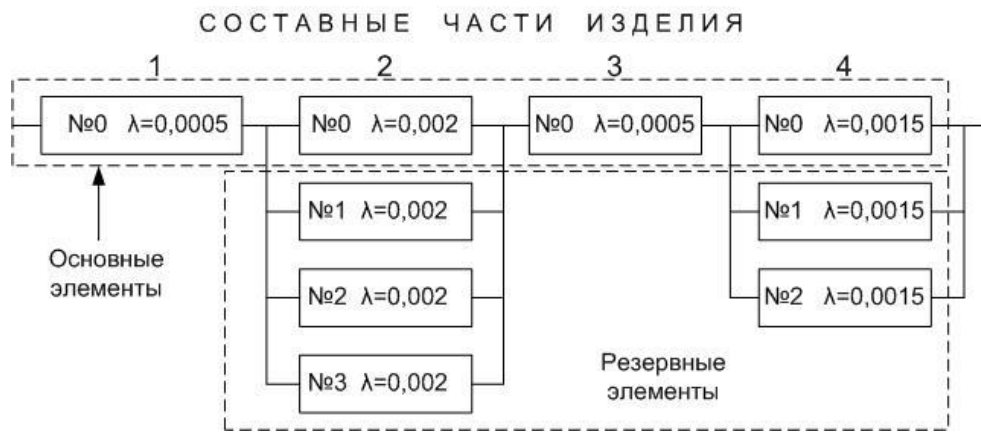 СОСТАВНЫЕ ЧАСТИ ИЗДЕЛИЯ
1 2 3 4
№0 λ=0,0005 №0 λ=0,002 №0 λ=0,0005 №0 λ=0,0015
№1 λ=0,002 №1 λ=0,0015
Основные
элементы
№2 λ=0,002 №2 λ=0,0015
№3 λ=0,002
Резервные
элементы